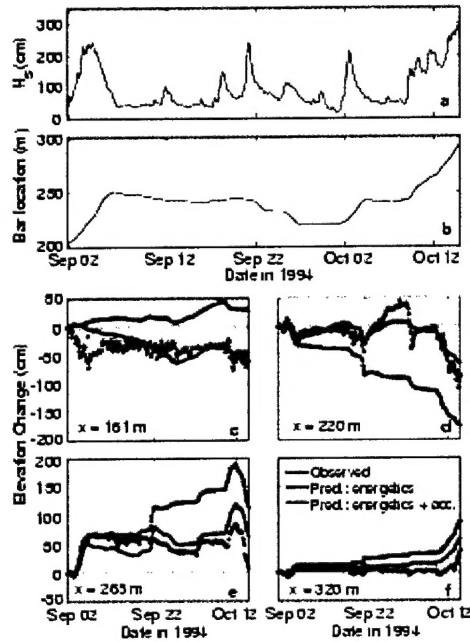 300
200
100
0
H_s (cm)
a
300
250
200
Bar location (m)
b
Sep 02 Sep 12 Sep 22 Oct 02 Oct 12
Date in 1994
50
0
-50
-100
-150
-200
x = 161 m
c
x = 220 m
d
Elevation Change (cm)
200
150
100
50
0
-50
x = 265 m
e
Observed
Pred.: energetics
Pred.: energetics + acc.
x = 320 m
f
Sep 02 Sep 22 Oct 12 Sep 02 Sep 22 Oct 12
Date in 1994 Date in 1994